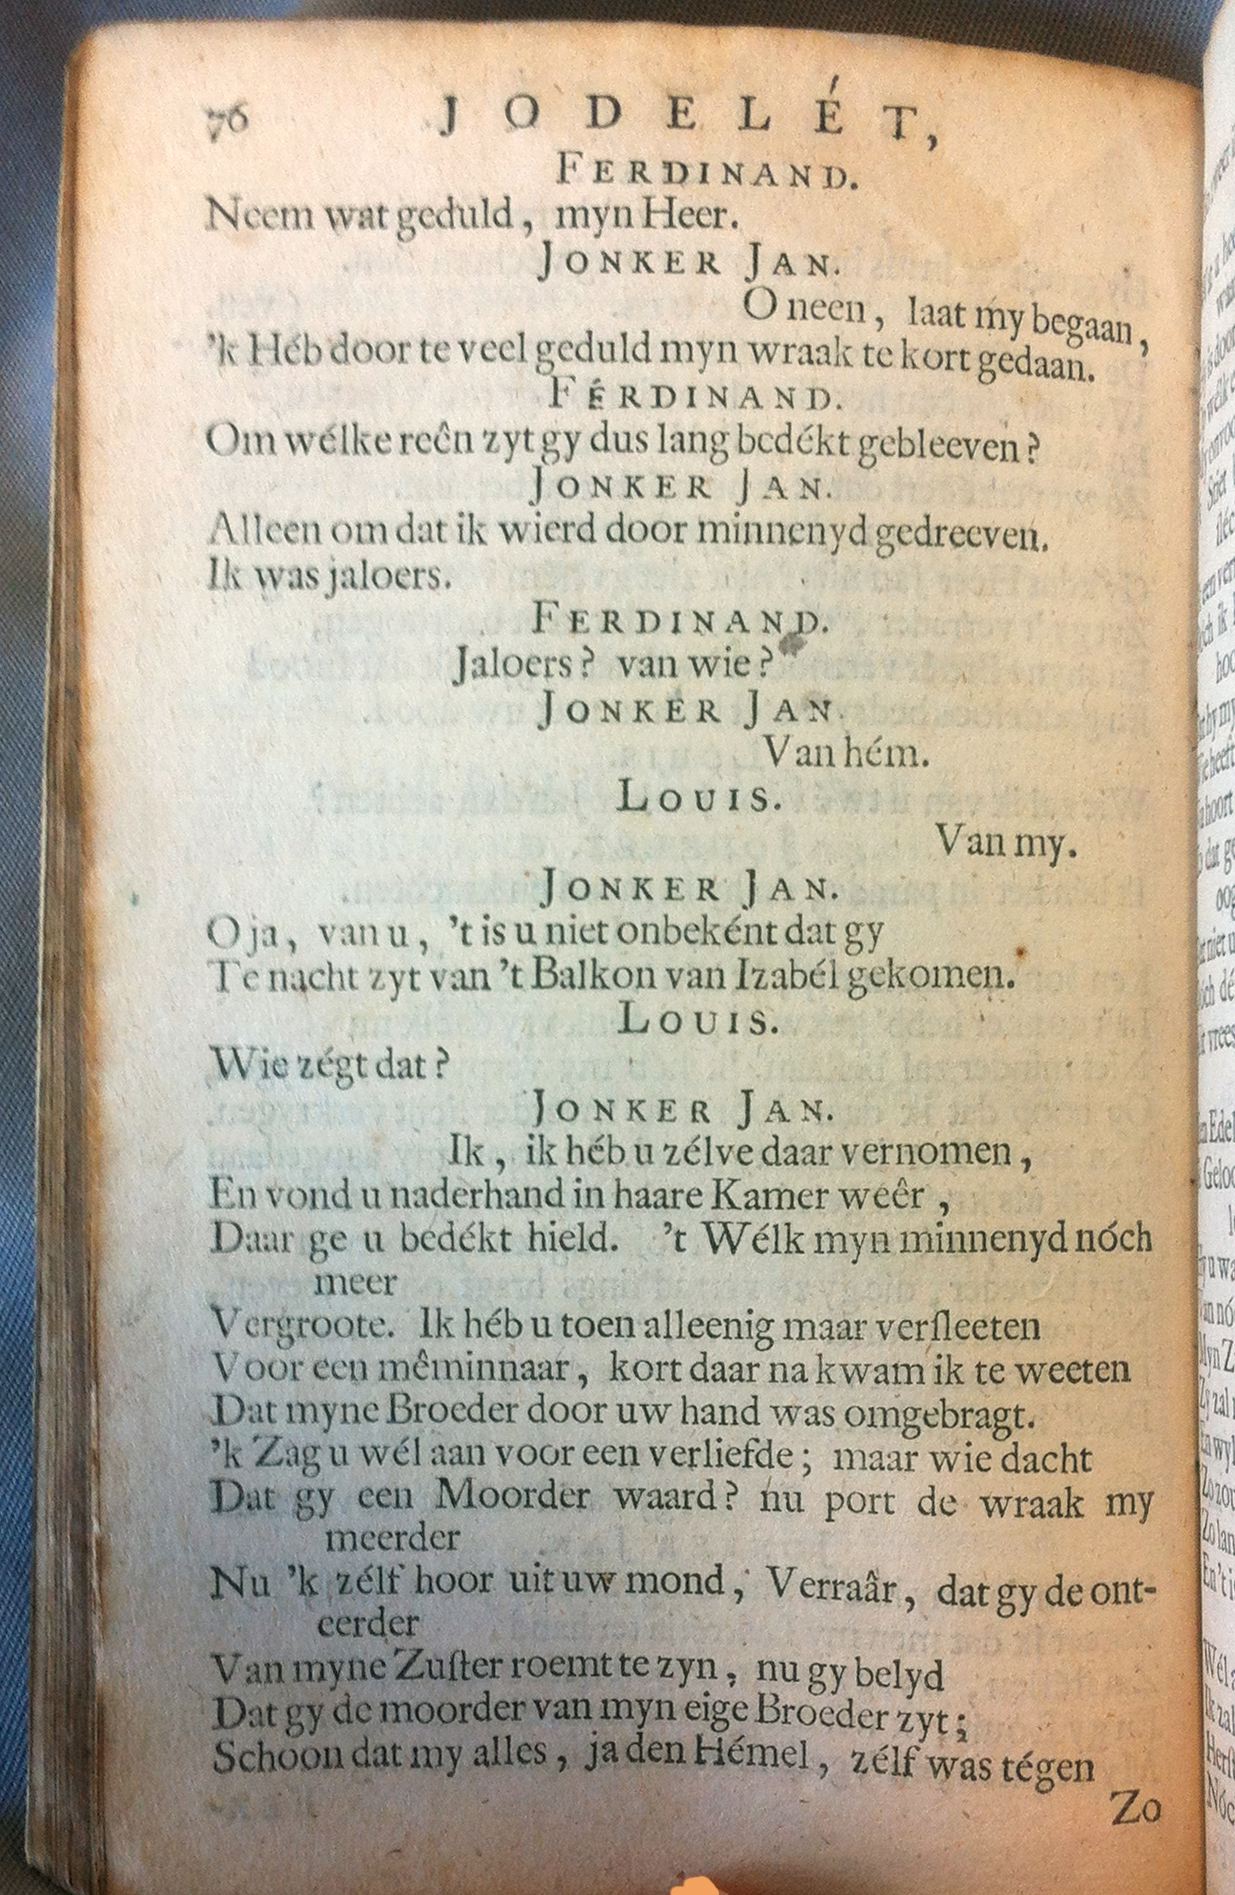 76 JODELÉT,
FERDINAND.
Neem wat geduld, myn Heer.
JONKER JAN.
O neen, laat my begaan,
'k Héb door te veel geduld myn wraak te kort gedaan.
FÉRDINAND.
Om wélke reên zyt gy dus lang bedékt gebleeven?
JONKER JAN.
Alleen om dat ik wierd door minnenyd gedreeven.
Ik was jaloers.
FERDINAND.
Jaloers? van wie?
JONKER JAN.
Van hém.
LOUIS.
Van my.
JONKER JAN.
O ja, van u, 't is u niet onbeként dat gy
Te nacht zyt van 't Balkon van Izabél gekomen.
LOUIS.
Wie zégt dat?
JONKER JAN.
Ik, ik héb u zélve daar vernomen,
En vond u naderhand in haare Kamer weêr,
Daar ge u bedékt hield. 't Wélk myn minnenyd nóch
meer
Vergroote. Ik héb u toen alleenig maar versleeten
Voor een mêminnaar, kort daar na kwam ik te weeten
Dat myne Broeder door uw hand was omgebragt.
'k Zag u wél aan voor een verliefde; maar wie dacht
Dat gy een Moorder waard? nu port de wraak my
meerder
Nu 'k zélf hoor uit uw mond, Verraâr, dat gy de ont-
eerder
Van myne Zuster roemt te zyn, nu gy belyd
Dat gy de moorder van myn eige Broeder zyt;
Schoon dat my alles, ja den Hémel, zélf was tégen
Zo